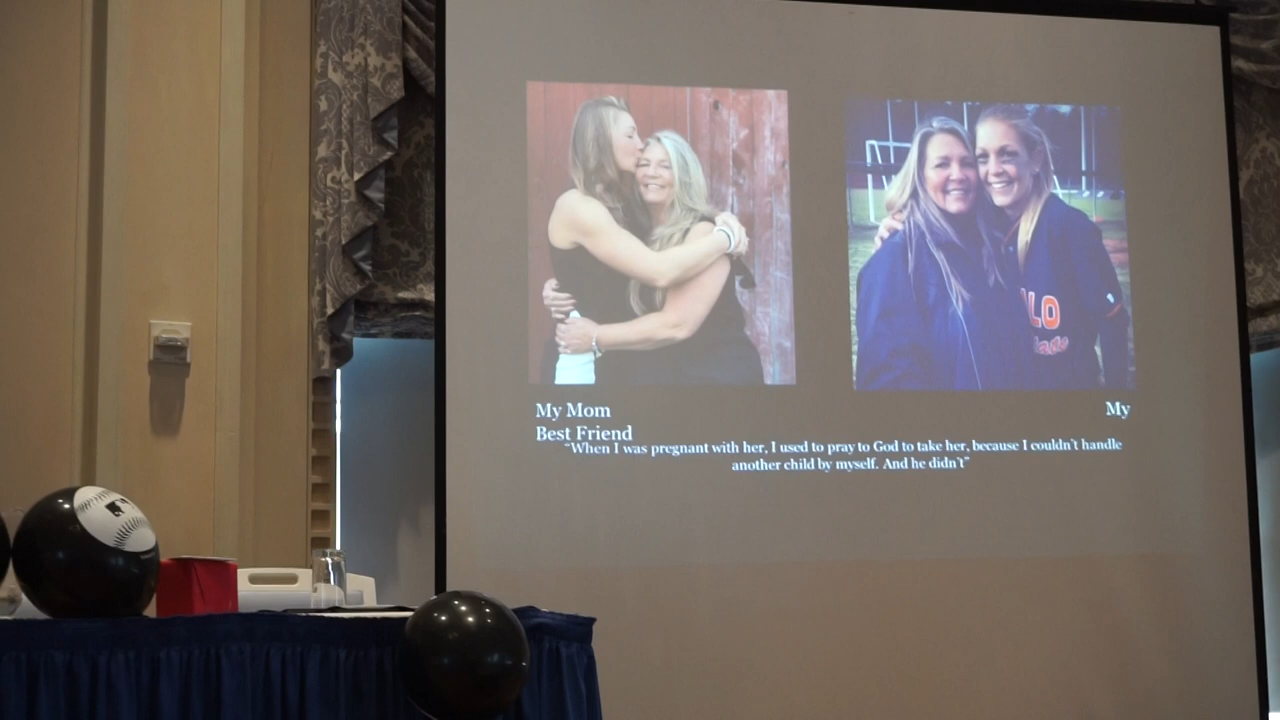 LO
My Mom
My
Best Friend
“When I was pregnant with her, I used to pray to God to take her, because I couldn't handle
another child by myself. And he didn't”